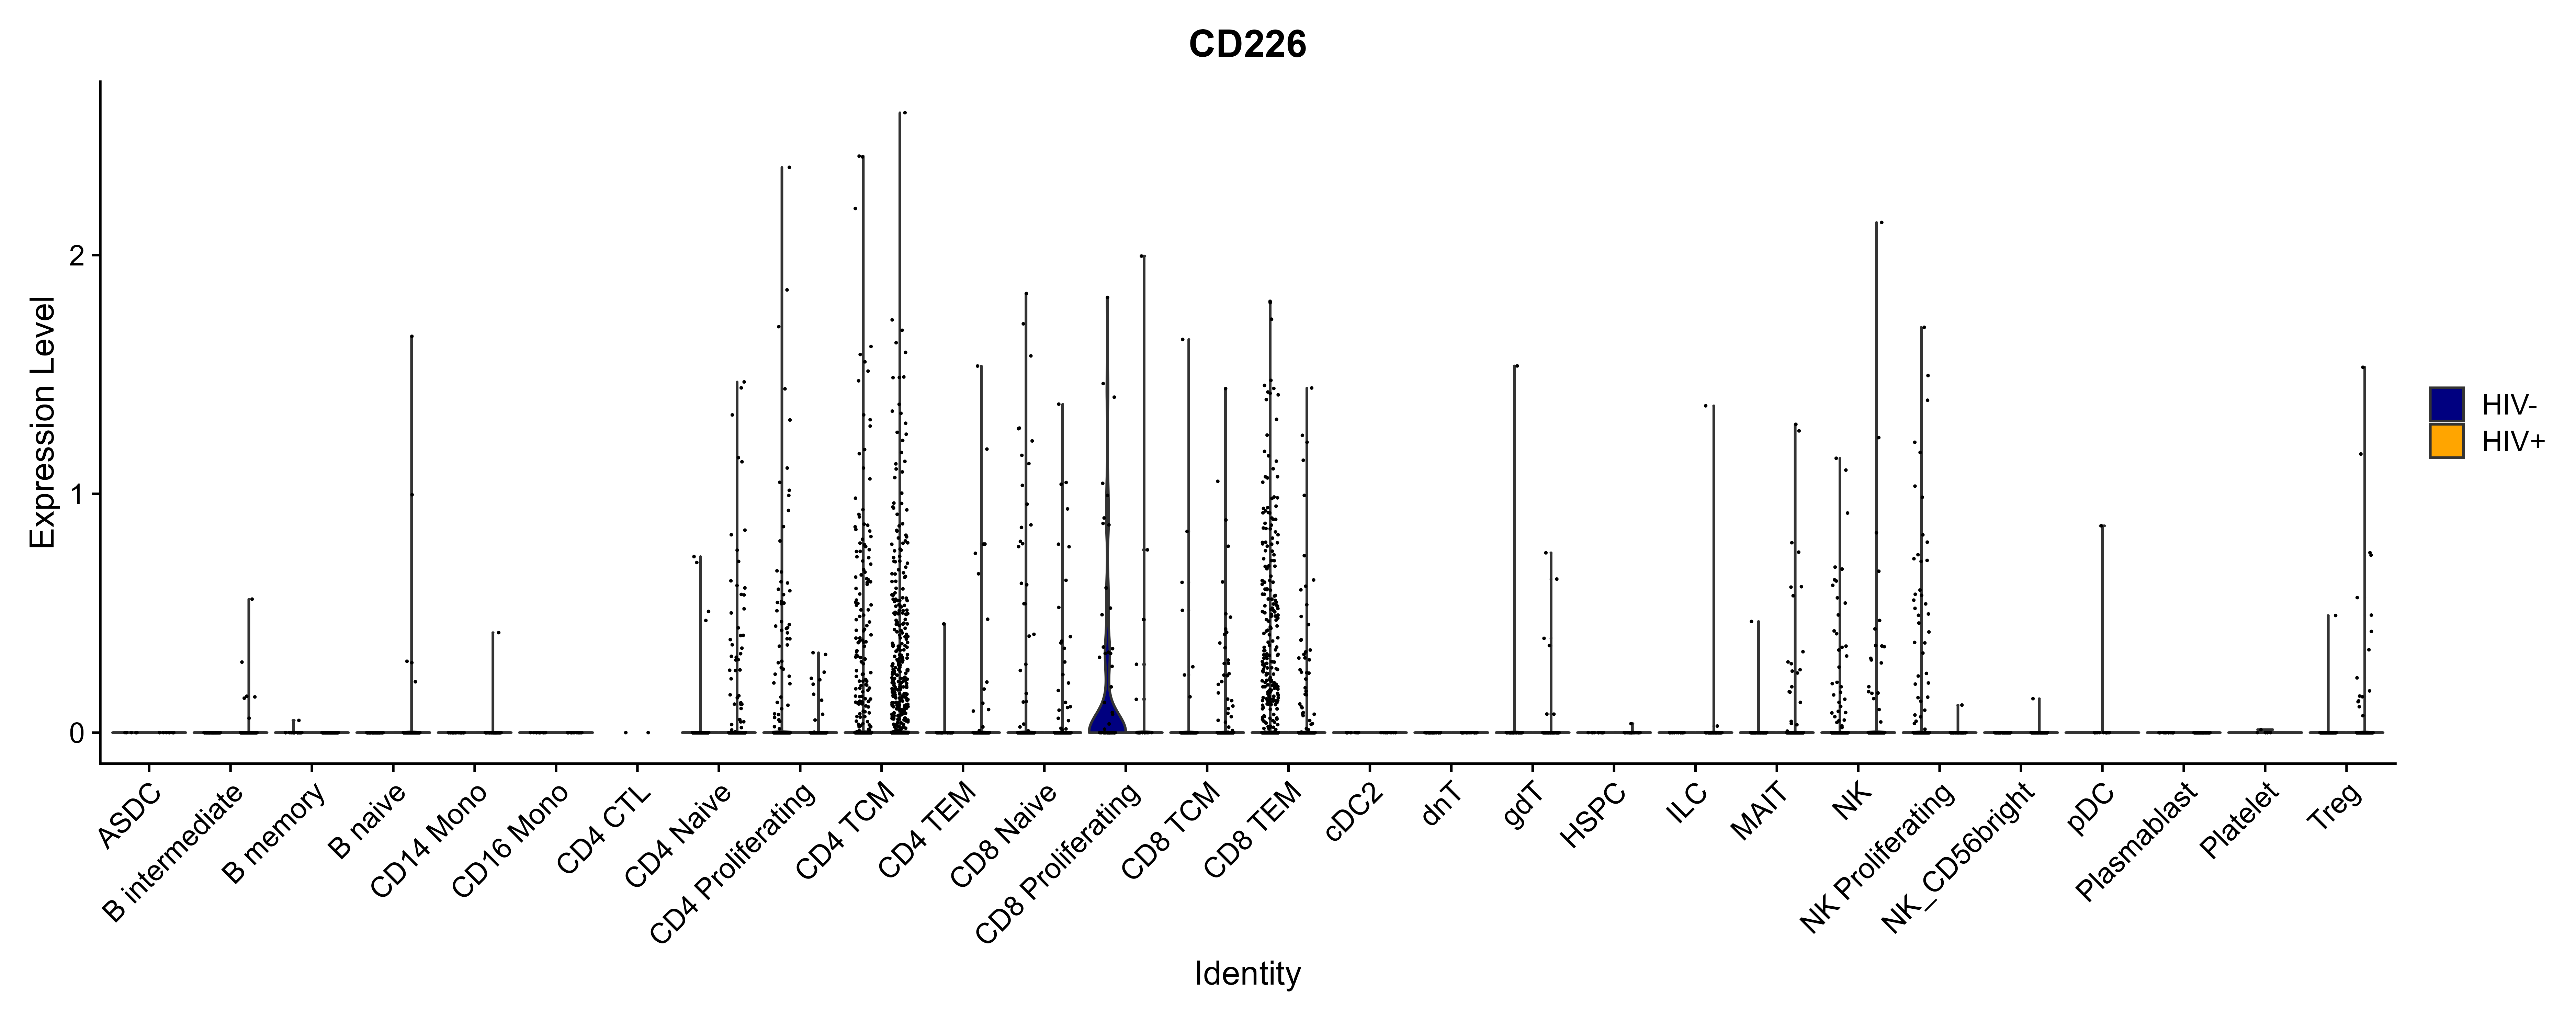 CD226
Expression Level
2
1
0
HIV-
HIV+
ASDC
B intermediate
B memory
B naive
CD14 Mono
CD16 Mono
CD4 CTL
CD4 Naive
CD4 Proliferating
CD4 TCM
CD4 TEM
CD8 Naive
CD8 Proliferating
CD8 TCM
CD8 TEM
cDC2
dnT
gdT
HSPC
ILC
MAIT
NK
NK Proliferating
NK_CD56bright
pDC
Plasmablast
Platelet
Treg
Identity